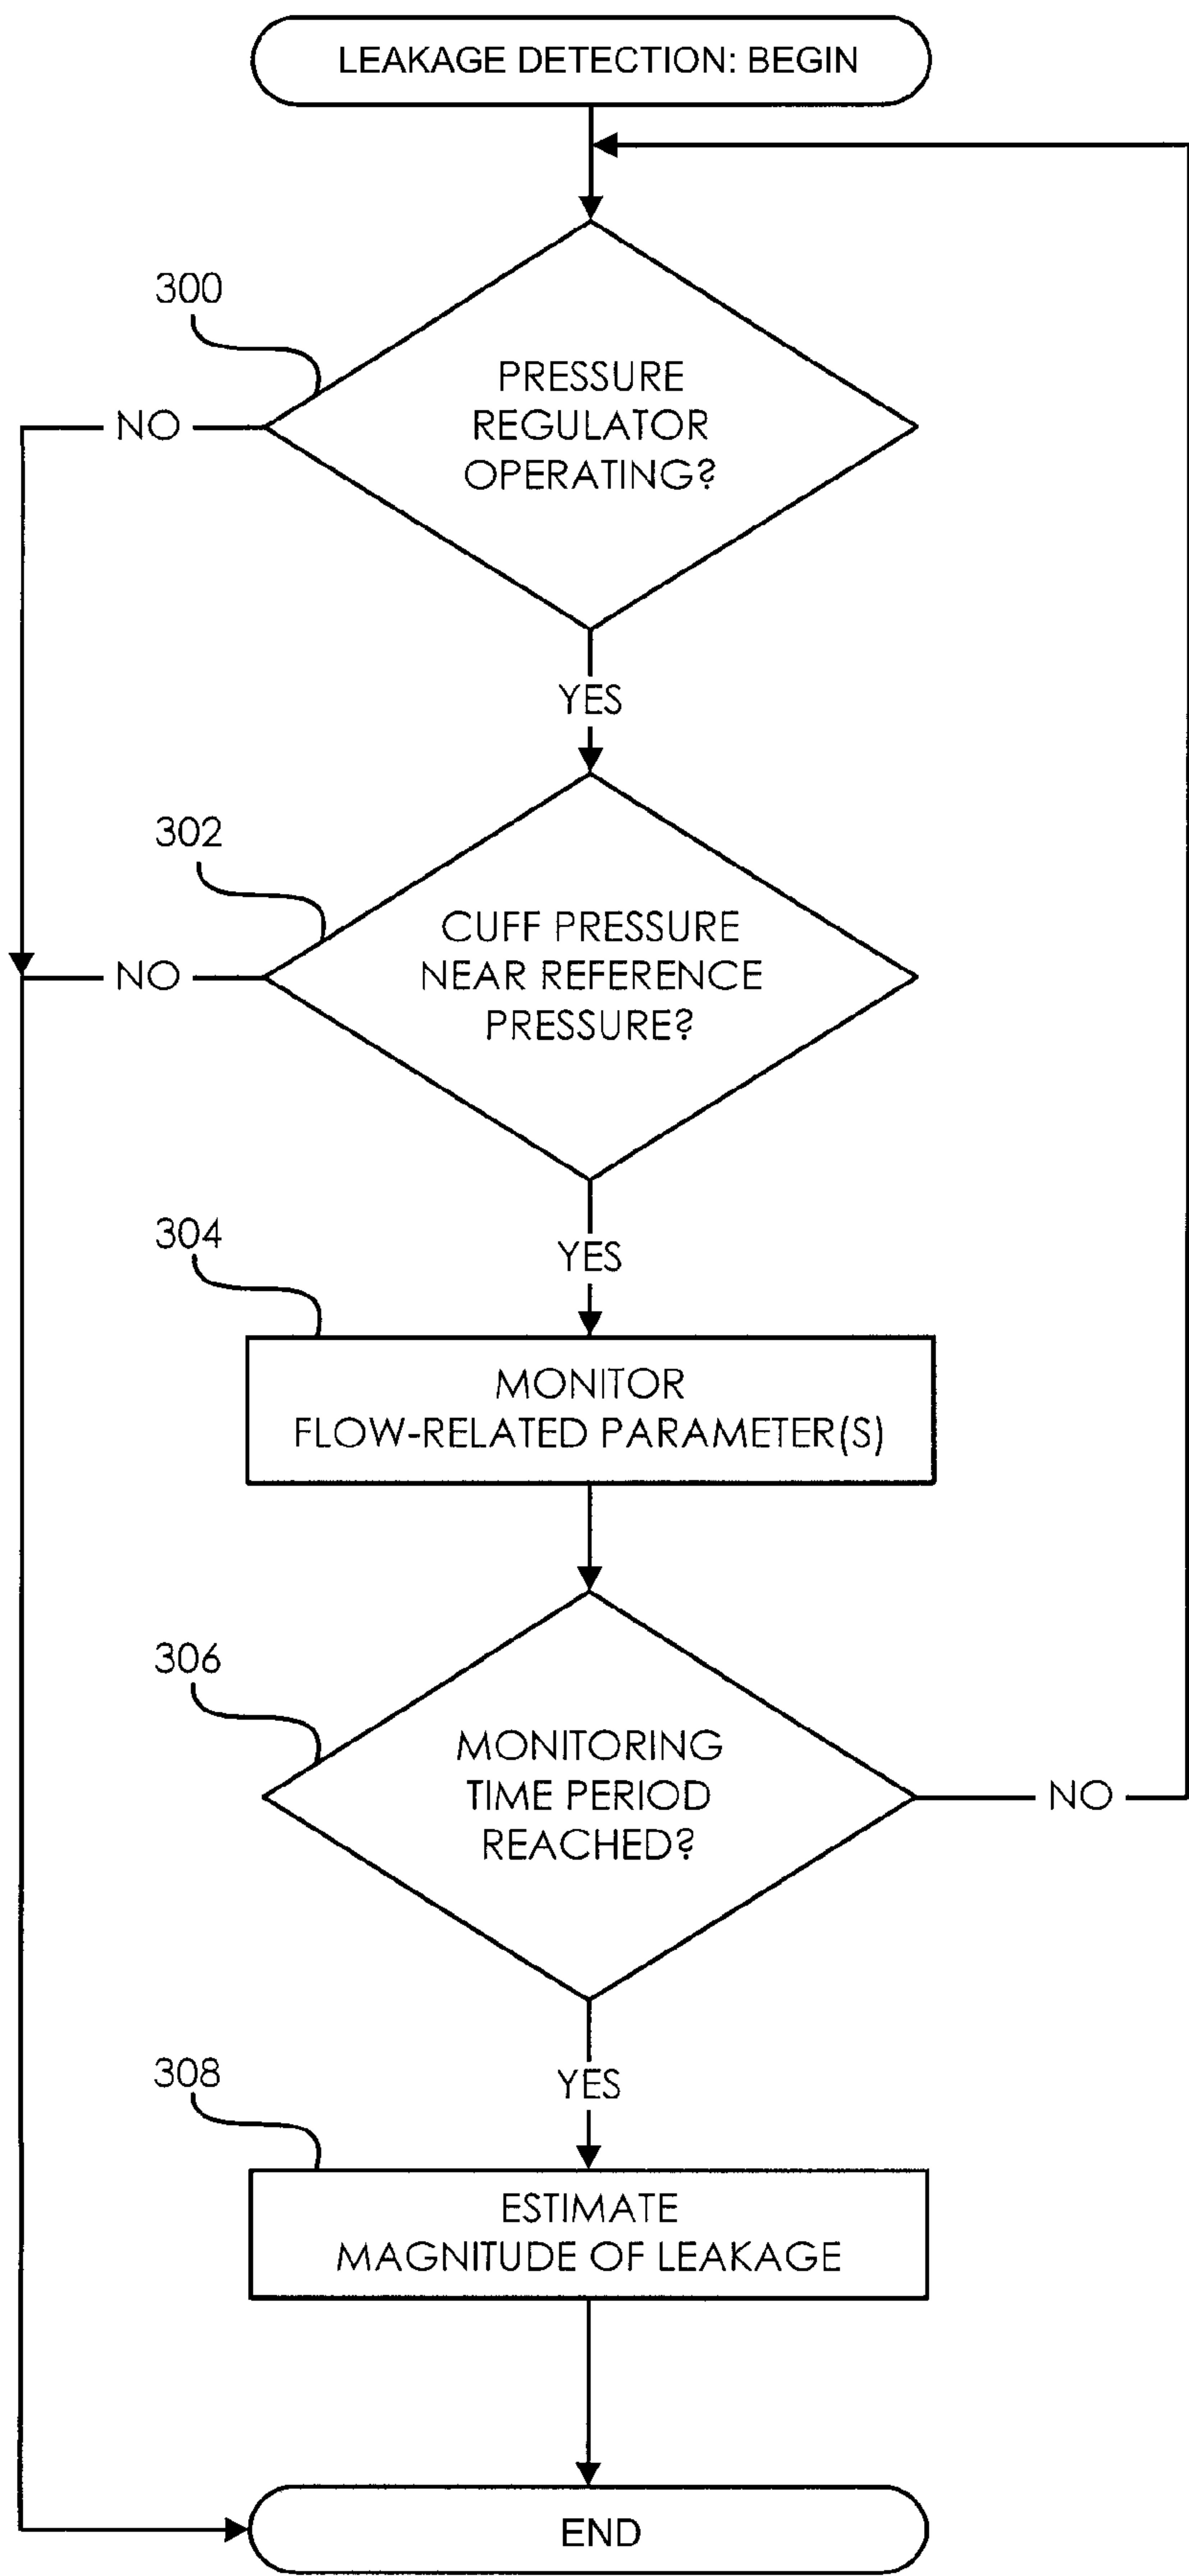 LEAKAGE DETECTION: BEGIN
300
PRESSURE
REGULATOR
OPERATING?
NO
YES
302
CUFF PRESSURE
NEAR REFERENCE
PRESSURE?
NO
YES
304
MONITOR
FLOW-RELATED PARAMETER(S)
306
MONITORING
TIME PERIOD
REACHED?
NO
YES
308
ESTIMATE
MAGNITUDE OF LEAKAGE
END